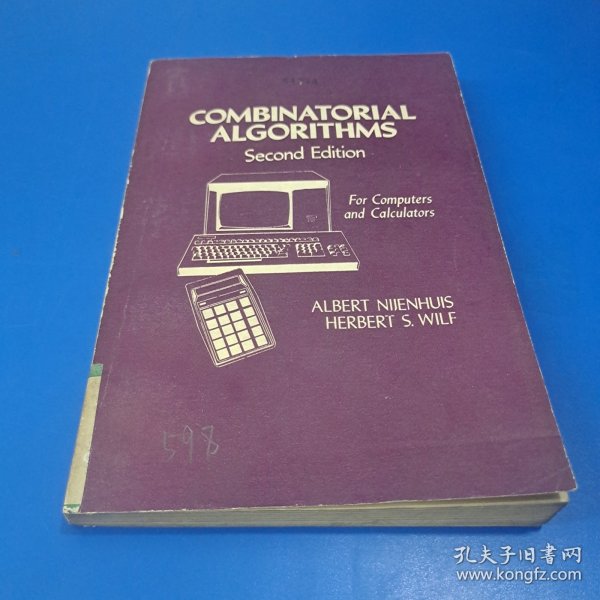 COMBINATORIAL
ALGORITHMS
Second Edition
For Computers
and Calculators
ALBERT NIJENHUIS
HERBERT S. WILF
598
孔夫子旧书网
www.kongfz.com